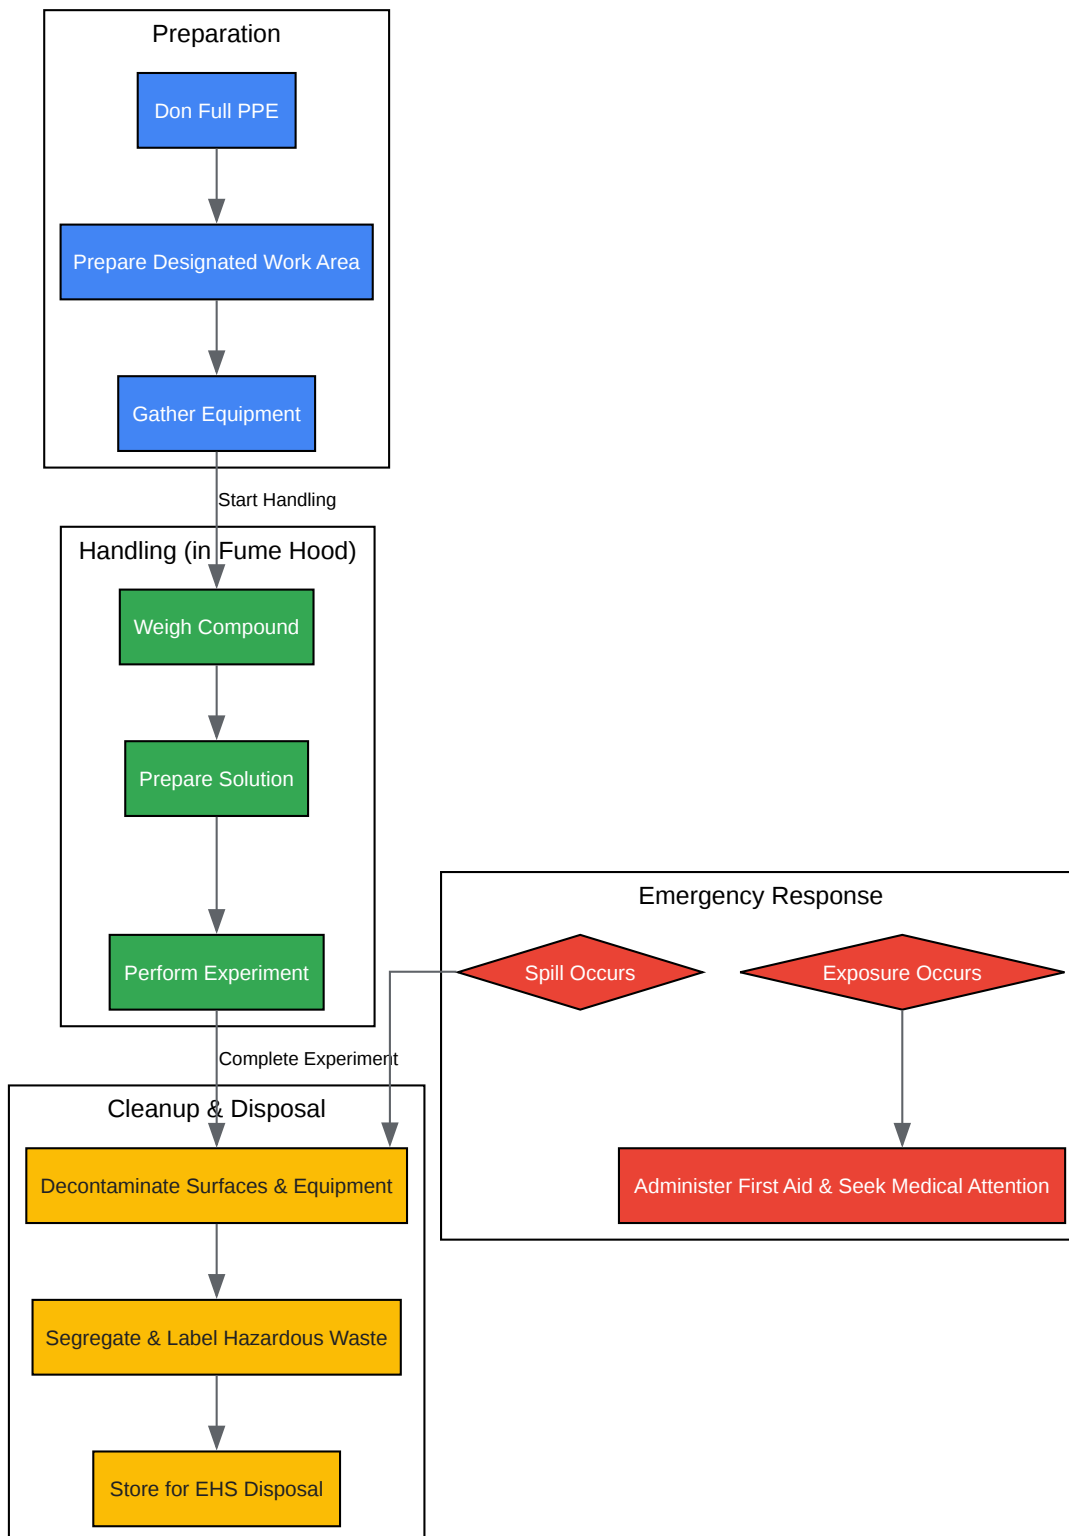 Preparation
Don Full PPE
Prepare Designated Work Area
Gather Equipment
Start Handling
Handling (in Fume Hood)
Weigh Compound
Prepare Solution
Perform Experiment
Complete Experiment
Emergency Response
Spill Occurs
Exposure Occurs
Administer First Aid & Seek Medical Attention
Cleanup & Disposal
Decontaminate Surfaces & Equipment
Segregate & Label Hazardous Waste
Store for EHS Disposal